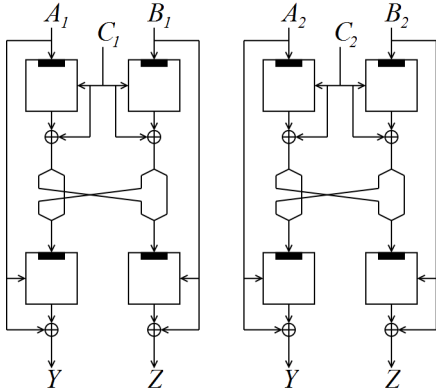 A₁ B₁ A₂ B₂
C₁ C₂
Y Z Y Z